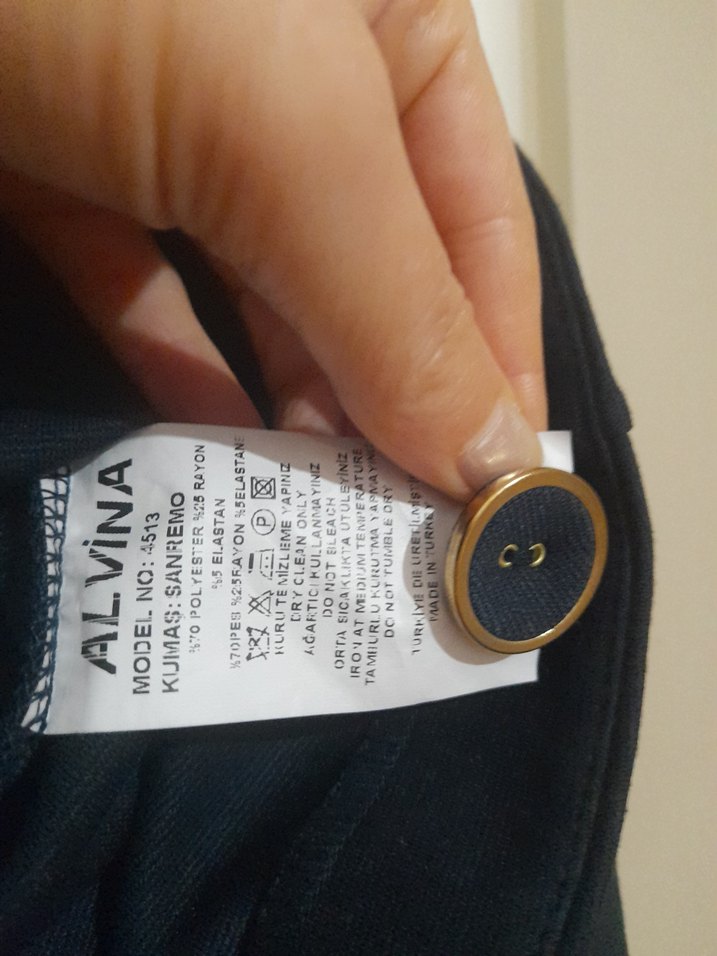 ALVİNA
MODEL NO: 4513
KUMAŞ: SANREMO
%70 POLYESTER %25 RAYON
%5 ELASTAN
%70PES %25RAYON %5ELASTANE
P
KURU TEMİZLEME YAPINIZ
DRY CLEAN ONLY
AĞARTICI KULLANMAYINIZ
DO NOT BLEACH
ORTA SICAKLIKTA ÜTÜLEYİNİZ
IRON AT MEDIUM TEMPERATURE
TAMBURLU KURUTMA YAPMAYINIZ
DO NOT TUMBLE DRY
TÜRKİYE'DE ÜRETİLMİŞTİR
MADE IN TURKEY